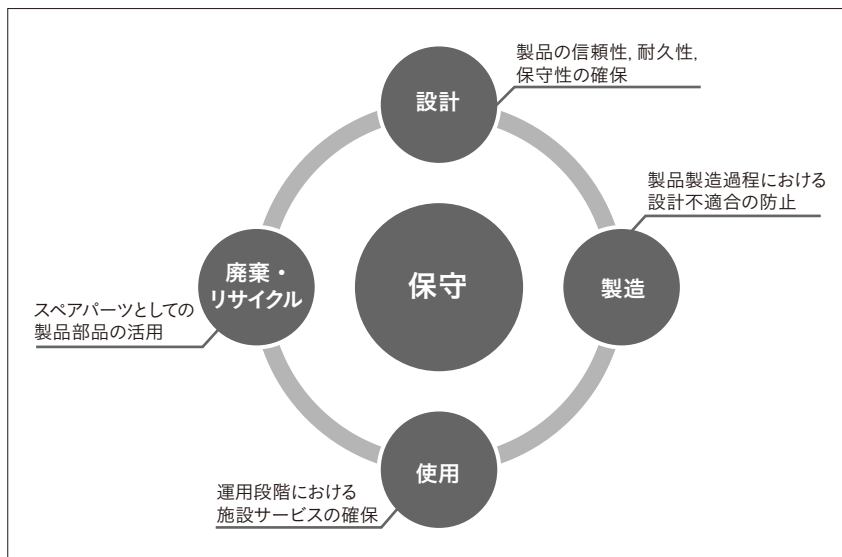 設計
製品の信頼性, 耐久性,
保守性の確保
製造
製品製造過程における
設計不適合の防止
保守
廃棄・
リサイクル
スペアパーツとしての
製品部品の活用
使用
運用段階における
施設サービスの確保